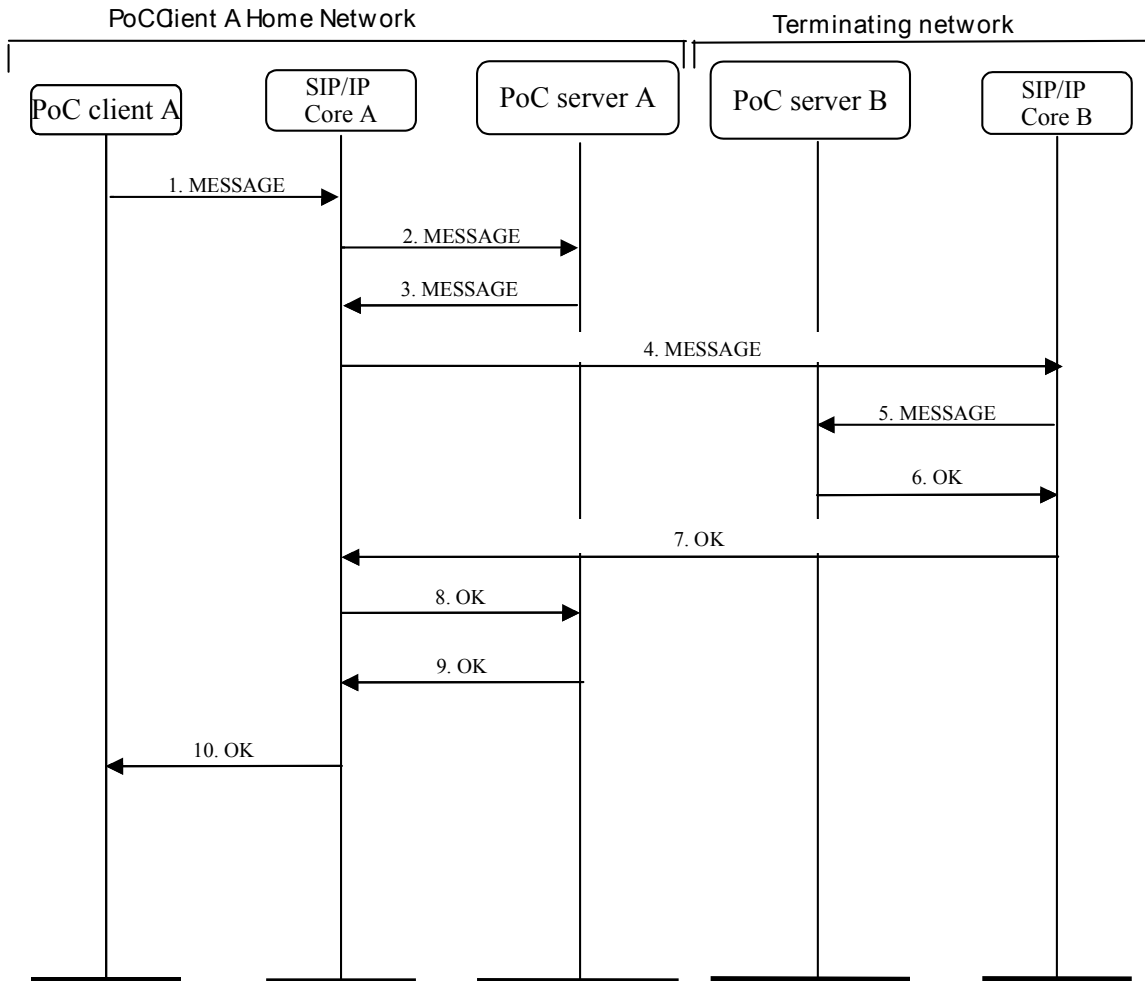 PoCClient A Home Network
Terminating network
PoC client A
SIP/IP
Core A
PoC server A
PoC server B
SIP/IP
Core B
1. MESSAGE
2. MESSAGE
3. MESSAGE
4. MESSAGE
5. MESSAGE
6. OK
7. OK
8. OK
9. OK
10. OK